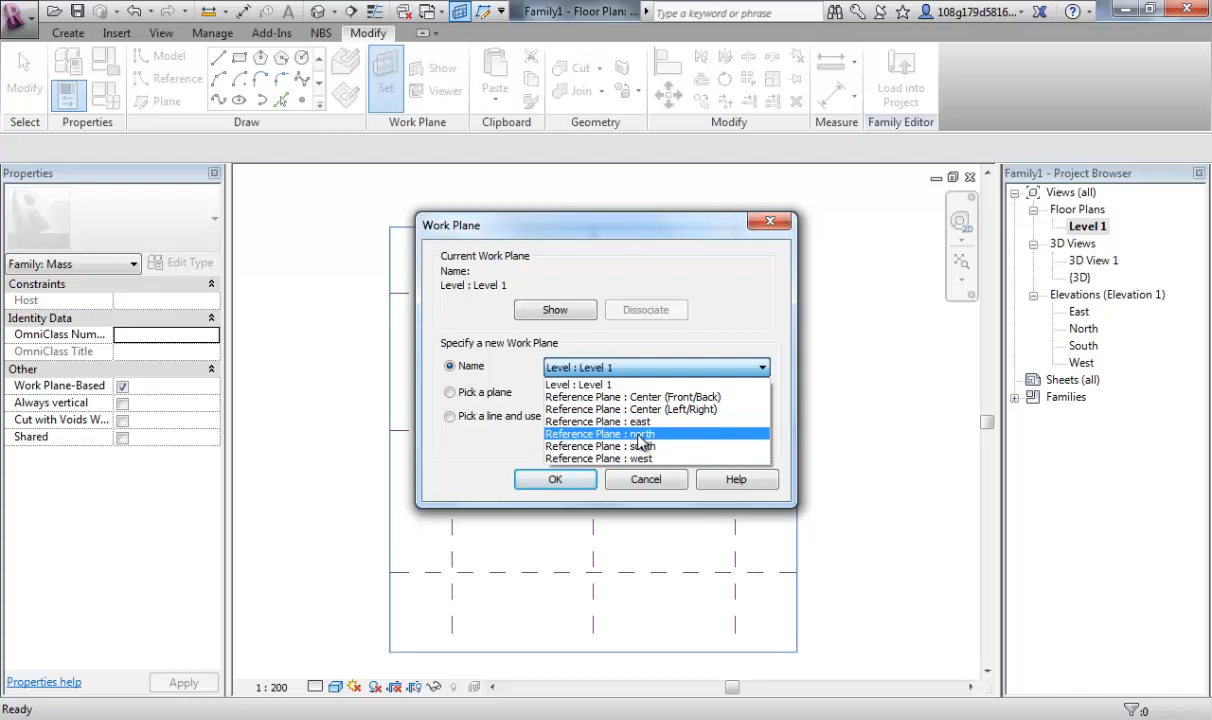 Family1 - Floor Plan: ...
Type a keyword or phrase
108g179d5816...
Create
Insert
View
Manage
Add-Ins
NBS
Modify
Modify
Model
Reference
Plane
Set
Show
Viewer
Paste
Cut
Join
Load into
Project
Select
Properties
Draw
Work Plane
Clipboard
Geometry
Modify
Measure
Family Editor
Properties
Family: Mass
Edit Type
Constraints
Host
Identity Data
OmniClass Num...
OmniClass Title
Other
Work Plane-Based
Always vertical
Cut with Voids W...
Shared
Properties help
Apply
Work Plane
Current Work Plane
Name:
Level : Level 1
Show
Dissociate
Specify a new Work Plane
Name
Level : Level 1
Pick a plane
Pick a line and use
Level : Level 1
Reference Plane : Center (Front/Back)
Reference Plane : Center (Left/Right)
Reference Plane : east
Reference Plane : north
Reference Plane : south
Reference Plane : west
OK
Cancel
Help
2D
Family1 - Project Browser
Views (all)
Floor Plans
Level 1
3D Views
3D View 1
{3D}
Elevations (Elevation 1)
East
North
South
West
Sheets (all)
Families
1 : 200
Ready
:0